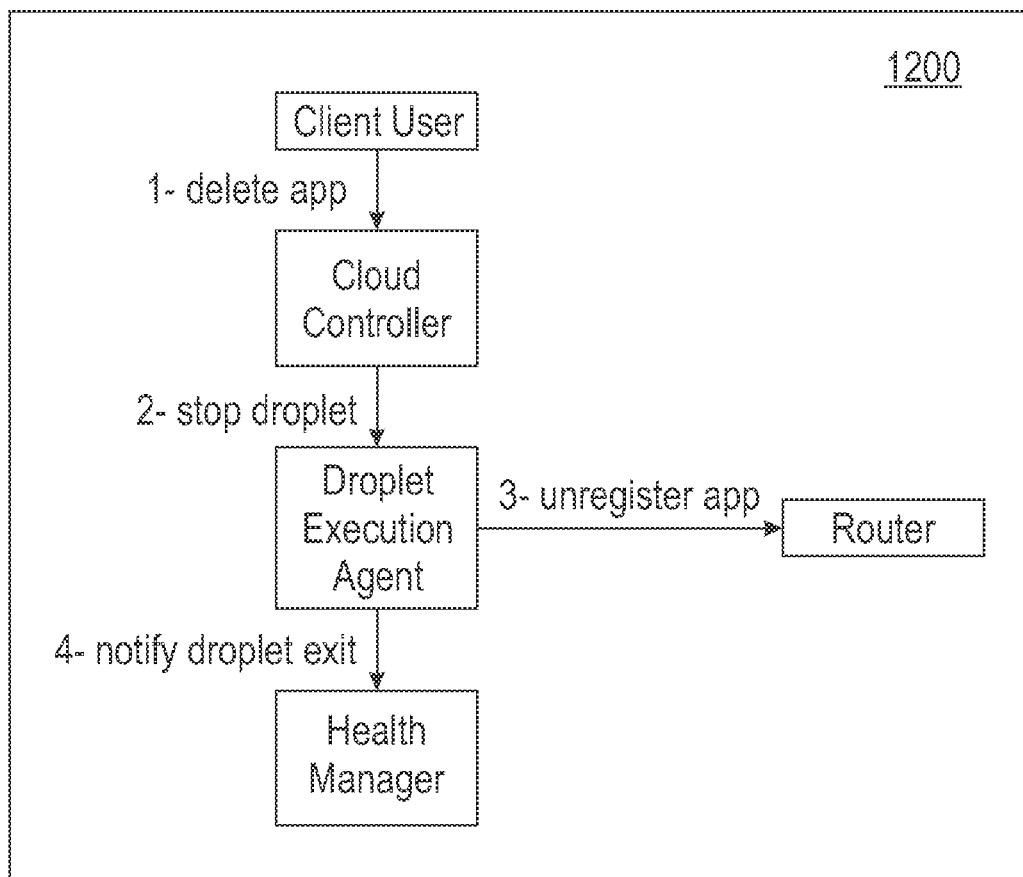 1200
Client User
1- delete app
Cloud
Controller
2- stop droplet
Droplet
Execution
Agent
3- unregister app
Router
4- notify droplet exit
Health
Manager